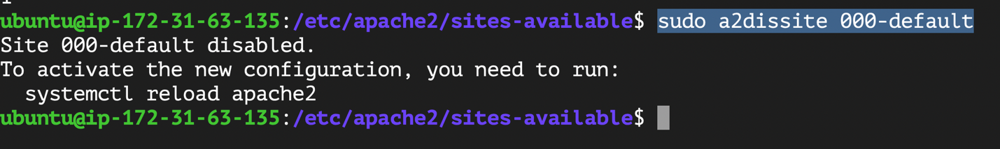 ubuntu@ip-172-31-63-135:/etc/apache2/sites-available$ sudo a2dissite 000-default
Site 000-default disabled.
To activate the new configuration, you need to run:
  systemctl reload apache2
ubuntu@ip-172-31-63-135:/etc/apache2/sites-available$